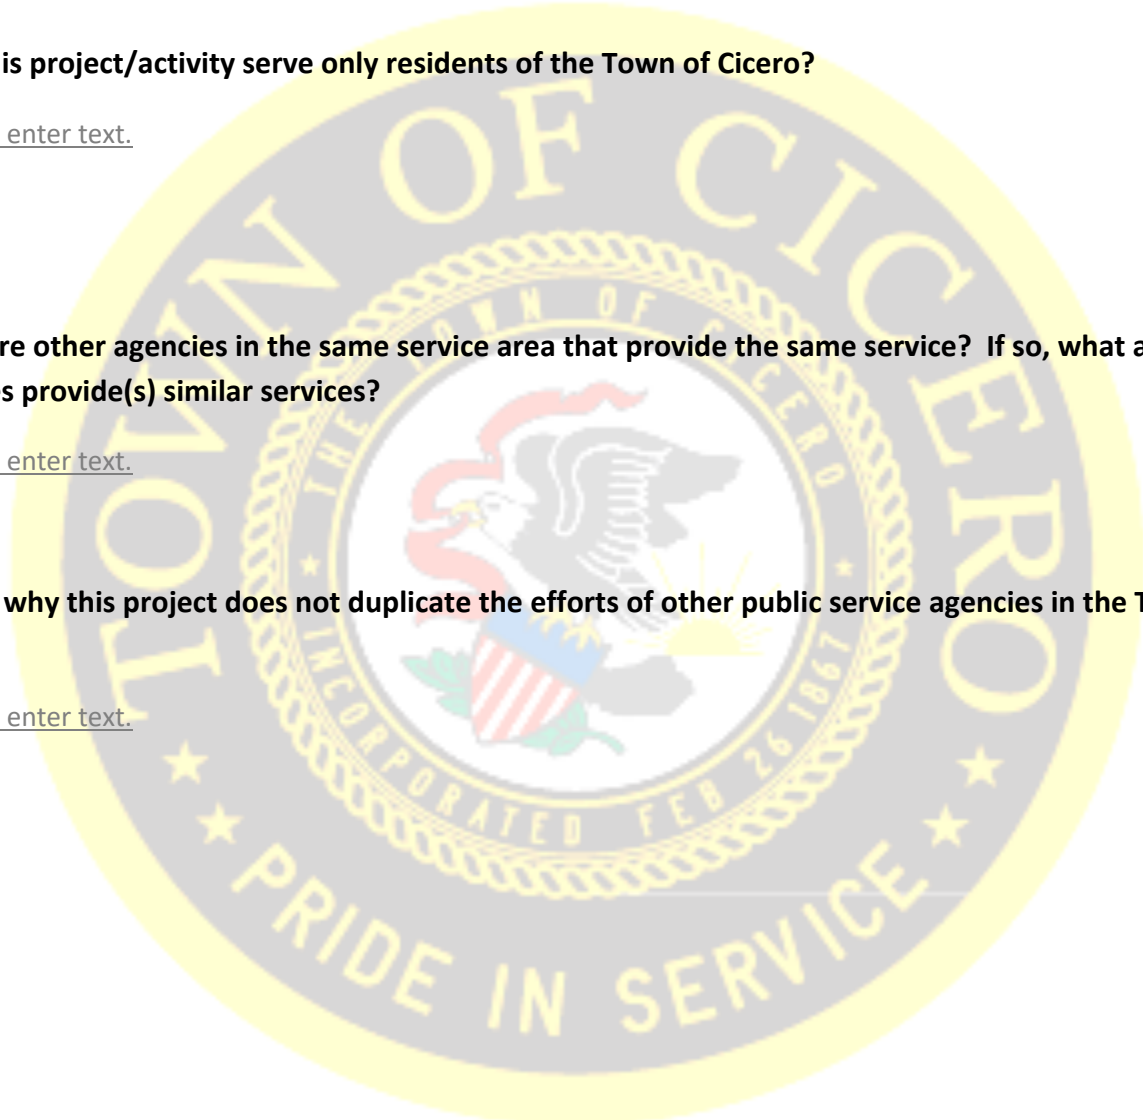 is project/activity serve only residents of the Town of Cicero?
enter text.
re other agencies in the same service area that provide the same service?  If so, what a
es provide(s) similar services?
enter text.
why this project does not duplicate the efforts of other public service agencies in the T
enter text.
TOWN OF CICERO
THE TOWN OF CICERO
INCORPORATED FEB 26 1867
PRIDE IN SERVICE